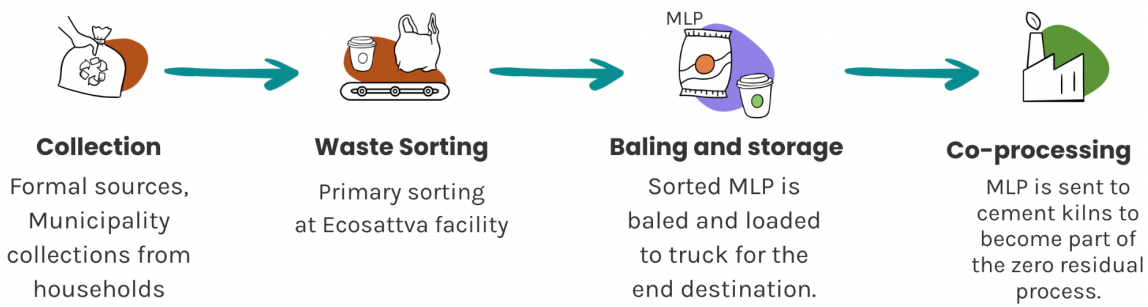 MLP
Collection
Formal sources,
Municipality
collections from
households
Waste Sorting
Primary sorting
at Ecosattva facility
Baling and storage
Sorted MLP is
baled and loaded
to truck for the
end destination.
Co-processing
MLP is sent to
cement kilns to
become part of
the zero residual
process.